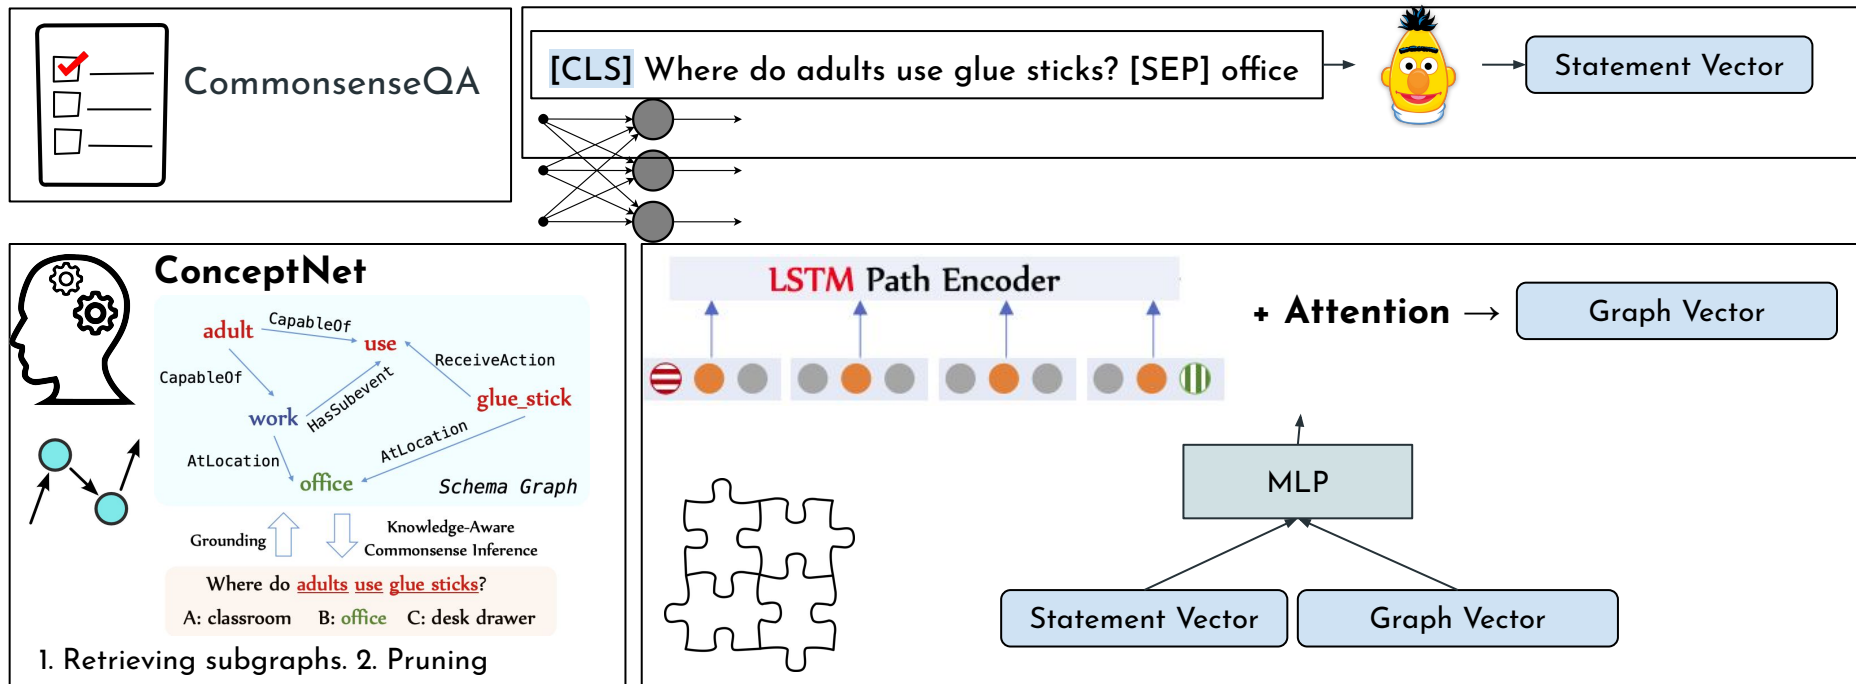 CommonsenseQA
[CLS] Where do adults use glue sticks? [SEP] office
Statement Vector
ConceptNet
adult
CapableOf
use
ReceiveAction
CapableOf
HasSubevent
glue_stick
work
AtLocation
AtLocation
office
Schema Graph
Grounding
Knowledge-Aware
Commonsense Inference
Where do adults use glue sticks?
A: classroom B: office C: desk drawer
1. Retrieving subgraphs. 2. Pruning
LSTM Path Encoder
+ Attention →
Graph Vector
MLP
Statement Vector
Graph Vector